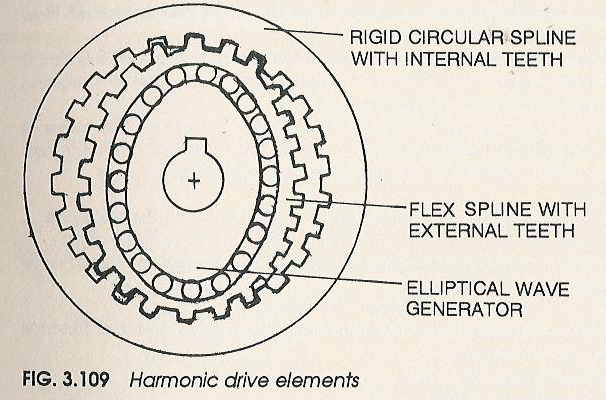 RIGID CIRCULAR SPLINE
WITH INTERNAL TEETH
FLEX SPLINE WITH
EXTERNAL TEETH
ELLIPTICAL WAVE
GENERATOR
FIG. 3.109 Harmonic drive elements